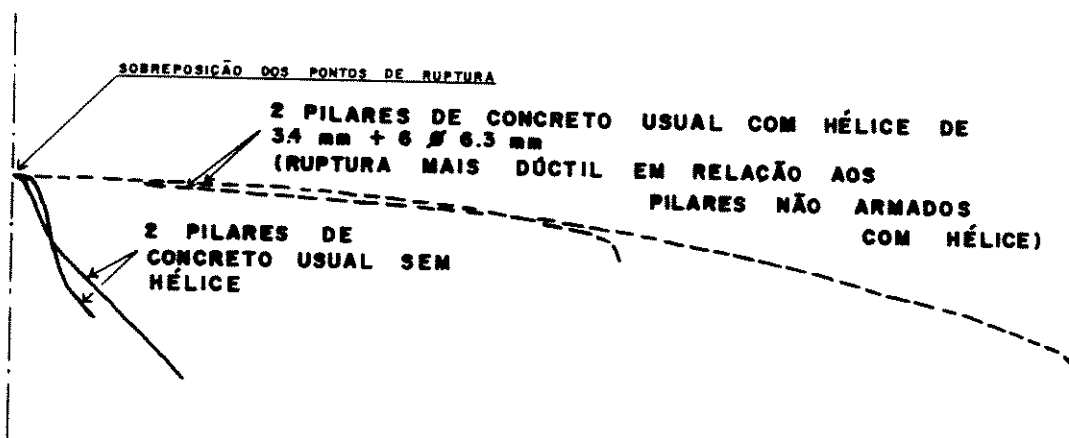 SOBREPOSIÇÃO DOS PONTOS DE RUPTURA
2 PILARES DE CONCRETO USUAL COM HÉLICE DE
3.4 mm + 6 Ø 6.3 mm
(RUPTURA MAIS DÚCTIL EM RELAÇÃO AOS
PILARES NÃO ARMADOS
COM HÉLICE)
2 PILARES DE
CONCRETO USUAL SEM
HÉLICE